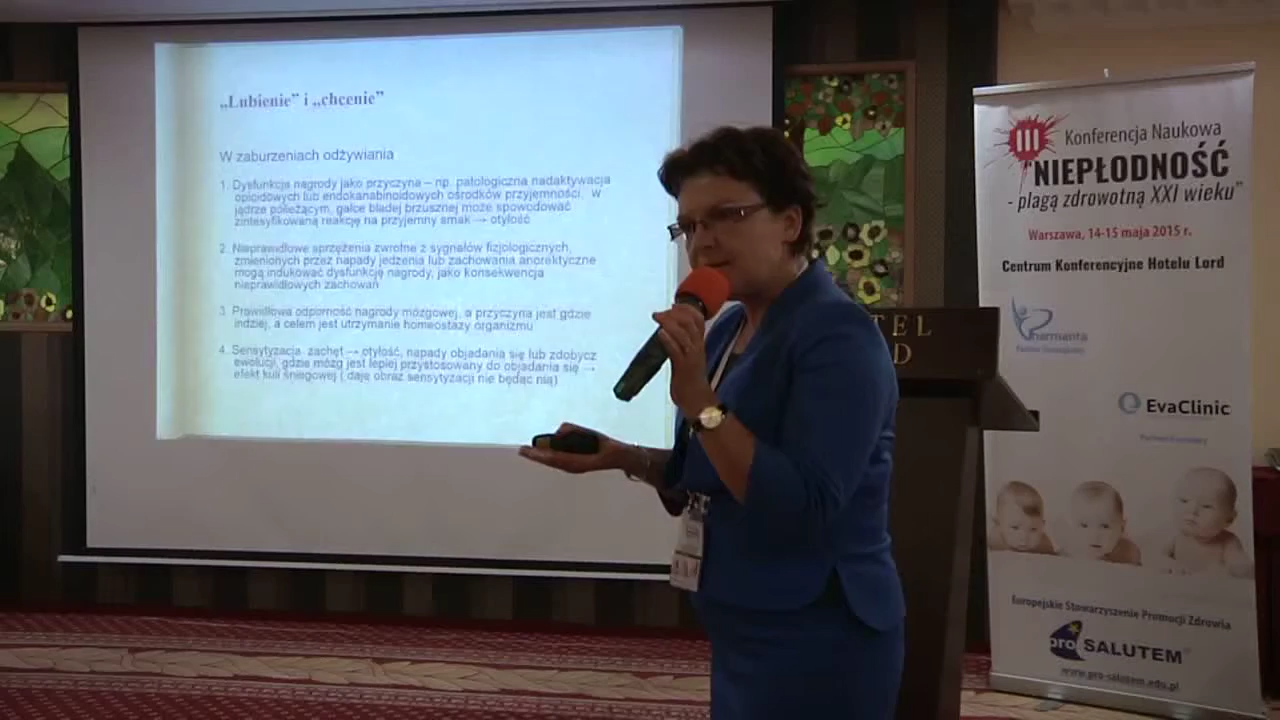 „Lubienie” i „chcenie”
W zaburzeniach odżywiania
1. Dysfunkcja nagrody jako przyczyna – np. patologiczna nadaktywacja
opioidowych lub endokanabinoidowych ośrodków przyjemności, w
jądrze półleżącym, gałce bladej brzusznej może spowodować
zintesyfikowaną reakcję na przyjemny smak → otyłość
2. Nieprawidłowe sprzężenia zwrotne z sygnałów fizjologicznych,
zmienionych przez napady jedzenia lub zachowania anorektyczne
mogą indukować dysfunkcję nagrody, jako konsekwencja
nieprawidłowych zachowań
3. Prawidłowa odporność nagrody mózgowej, a przyczyna jest gdzie
indziej, a celem jest utrzymanie homeostazy organizmu
4. Sensytyzacja zachęt → otyłość, napady objadania się lub zdobycz
ewolucji, gdzie mózg jest lepiej przystosowany do objadania się →
efekt kuli śniegowej ( dają obraz sensytyzacji nie będąc nią)
TEL
D
III Konferencja Naukowa
"NIEPŁODNOŚĆ
- plagą zdrowotną XXI wieku"
Warszawa, 14-15 maja 2015 r.
Centrum Konferencyjne Hotelu Lord
Pharmanta
EvaClinic
Europejskie Stowarzyszenie Promocji Zdrowia
pro SALUTEM
www.pro-salutem.edu.pl